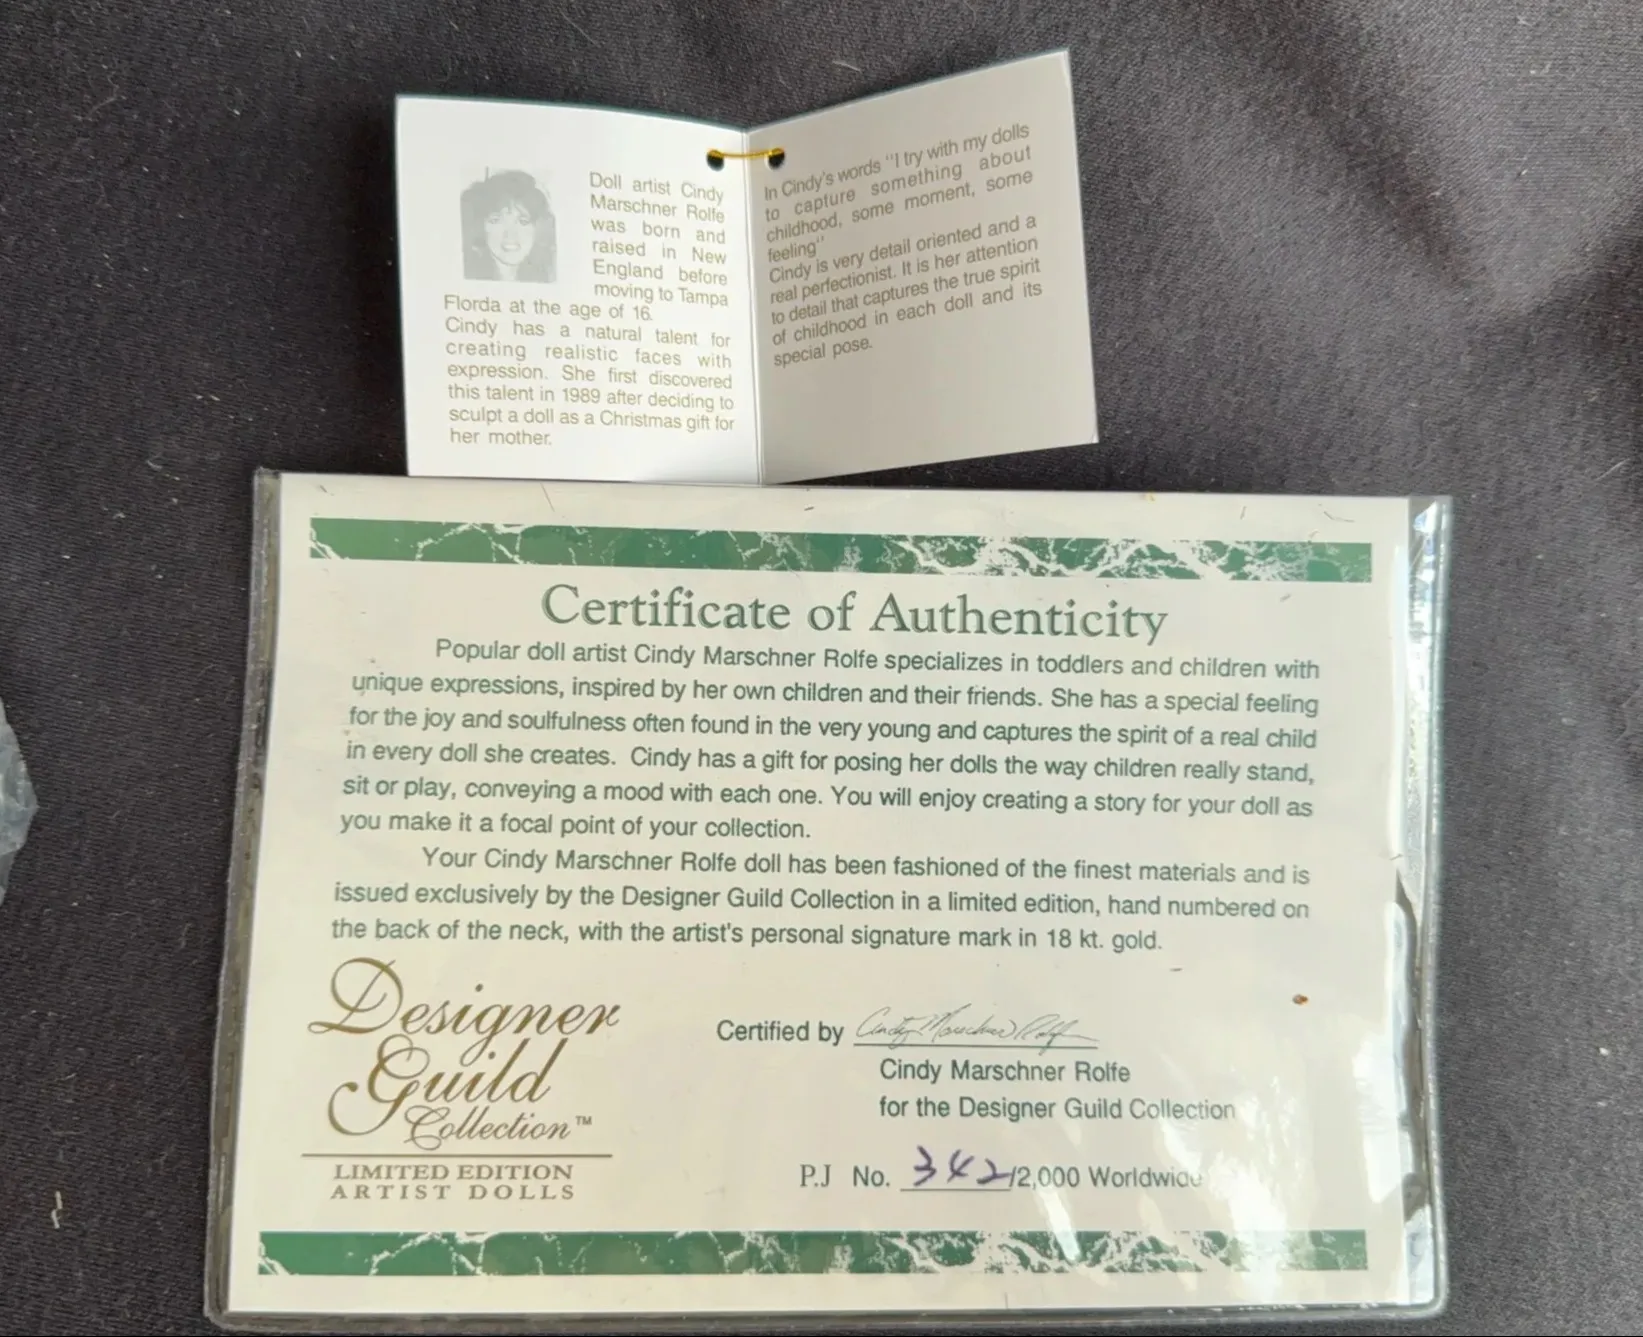 Doll artist Cindy
Marschner Rolfe
was born and
raised in New
England before
moving to Tampa
Florda at the age of 16.
Cindy has a natural talent for
creating realistic faces with
expression. She first discovered
this talent in 1989 after deciding to
sculpt a doll as a Christmas gift for
her mother.
In Cindy's words "I try with my dolls
to capture something about
childhood, some moment, some
feeling"
Cindy is very detail oriented and a
real perfectionist. It is her attention
to detail that captures the true spirit
of childhood in each doll and its
special pose.
Certificate of Authenticity
Popular doll artist Cindy Marschner Rolfe specializes in toddlers and children with
unique expressions, inspired by her own children and their friends. She has a special feeling
for the joy and soulfulness often found in the very young and captures the spirit of a real child
in every doll she creates. Cindy has a gift for posing her dolls the way children really stand,
sit or play, conveying a mood with each one. You will enjoy creating a story for your doll as
you make it a focal point of your collection.
Your Cindy Marschner Rolfe doll has been fashioned of the finest materials and is
issued exclusively by the Designer Guild Collection in a limited edition, hand numbered on
the back of the neck, with the artist's personal signature mark in 18 kt. gold.
Designer
Guild
Collection™
LIMITED EDITION
ARTIST DOLLS
Certified by Cindy Marschner Rolfe
Cindy Marschner Rolfe
for the Designer Guild Collection
P.J No. 342/2,000 Worldwide